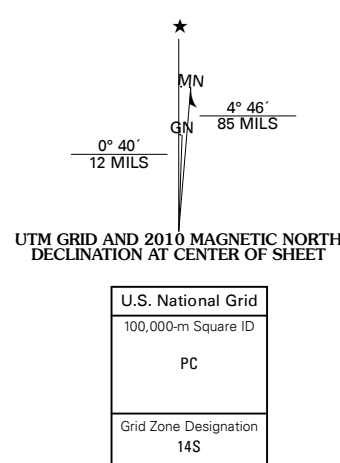 MN
4° 46´
85 MILS
GN
0° 40´
12 MILS
UTM GRID AND 2010 MAGNETIC NORTH
DECLINATION AT CENTER OF SHEET
U.S. National Grid
100,000-m Square ID
PC
Grid Zone Designation
14S